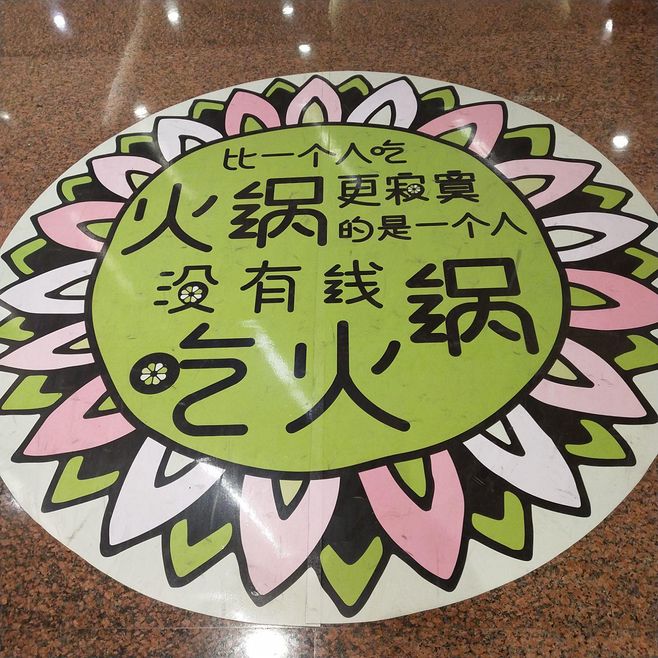 比一个人吃
火锅更寂寞
的是一个人
没有钱
吃火锅